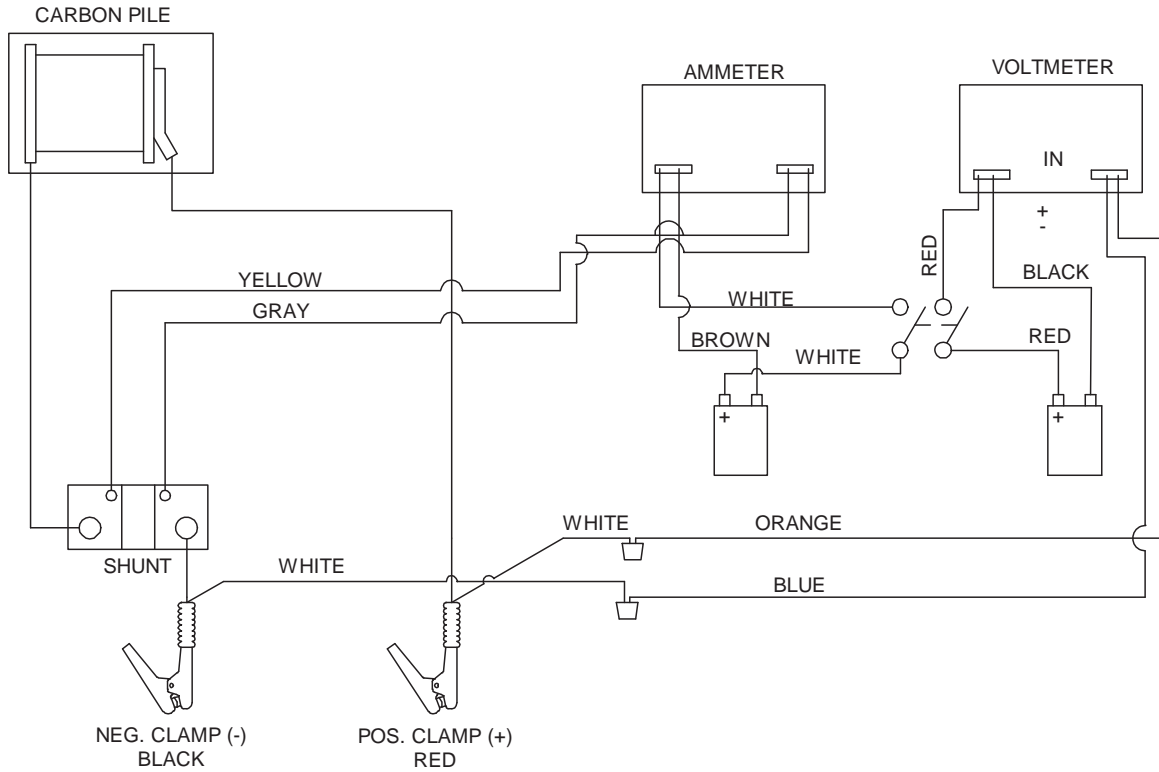 CARBON PILE
AMMETER
VOLTMETER
IN
+
-
RED
YELLOW
BLACK
GRAY
WHITE
BROWN
RED
WHITE
+
+
WHITE
ORANGE
SHUNT
WHITE
BLUE
NEG. CLAMP (-)
BLACK
POS. CLAMP (+)
RED